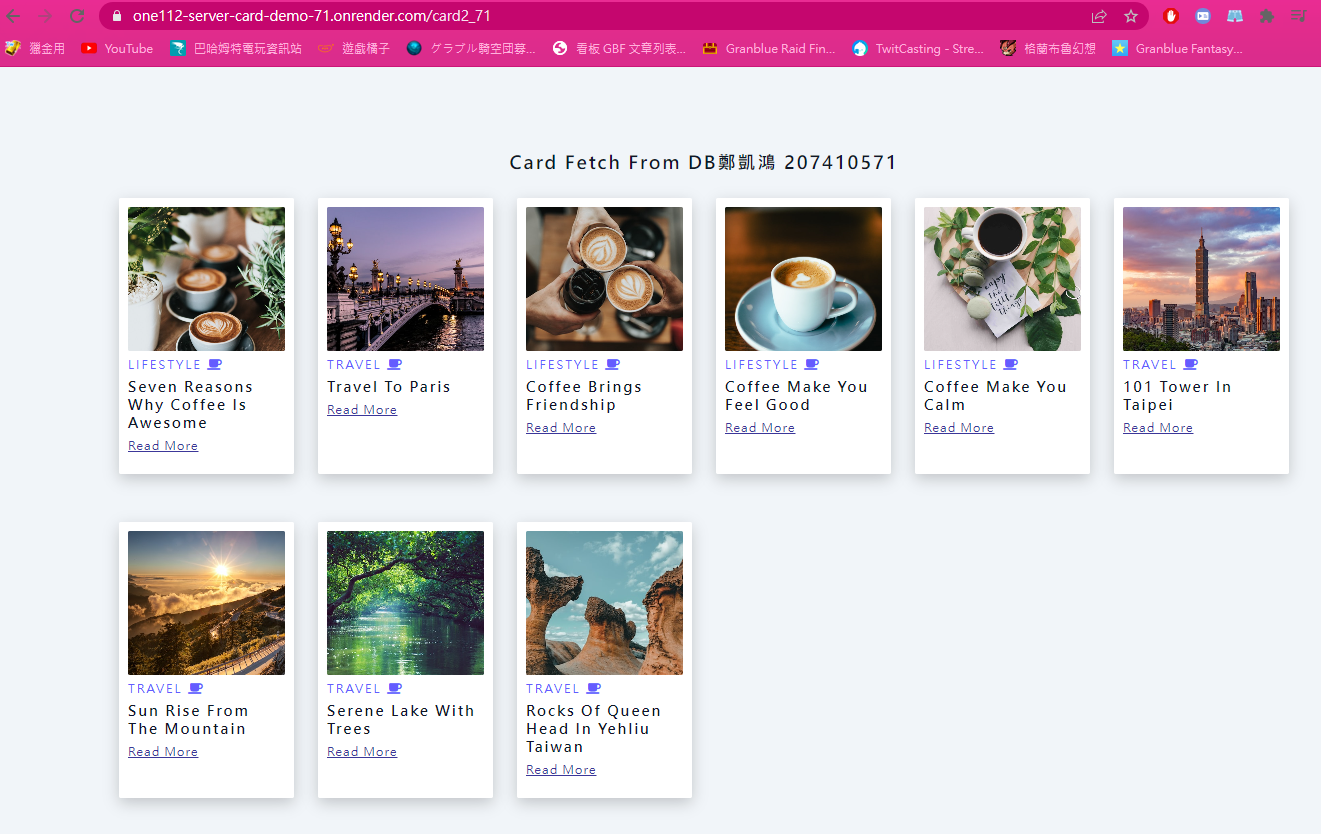 one112-server-card-demo-71.onrender.com/card2_71
獵金用 YouTube 巴哈姆特電玩資訊站 遊戲橘子 グラブル騎空団募... 看板 GBF 文章列表... Granblue Raid Fin... TwitCasting - Stre... 格蘭布魯幻想 Granblue Fantasy...
Card Fetch From DB鄭凱鴻 207410571
enjoy the little things
LIFESTYLE
Seven Reasons
Why Coffee Is
Awesome
Read More
TRAVEL
Travel To Paris
Read More
LIFESTYLE
Coffee Brings
Friendship
Read More
LIFESTYLE
Coffee Make You
Feel Good
Read More
LIFESTYLE
Coffee Make You
Calm
Read More
TRAVEL
101 Tower In
Taipei
Read More
TRAVEL
Sun Rise From
The Mountain
Read More
TRAVEL
Serene Lake With
Trees
Read More
TRAVEL
Rocks Of Queen
Head In Yehliu
Taiwan
Read More